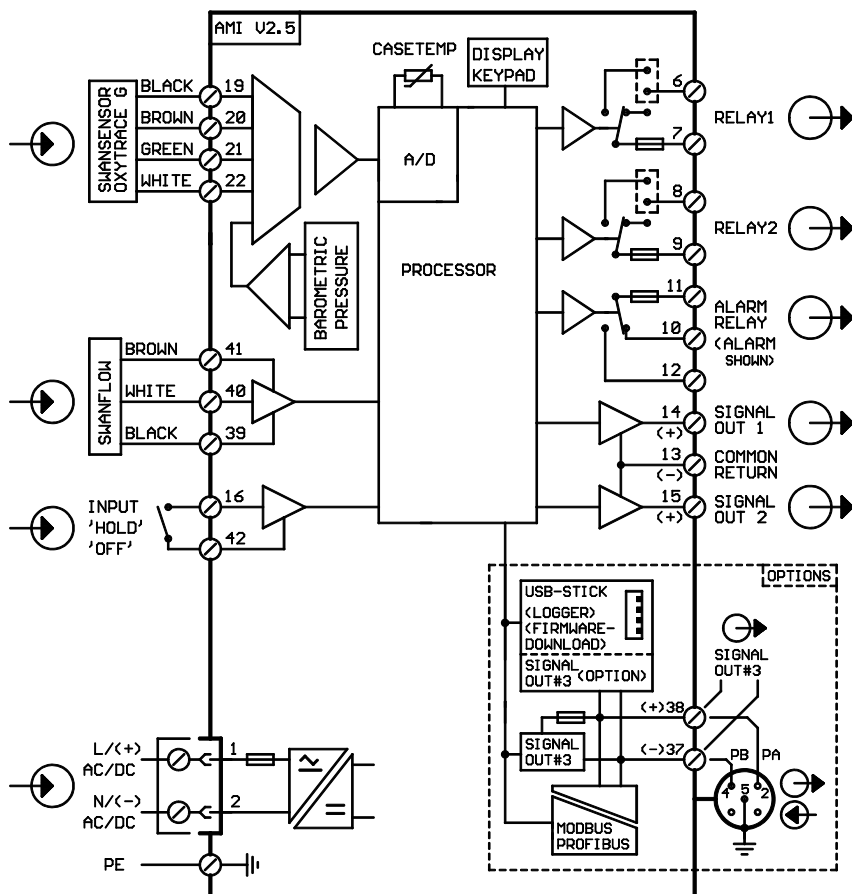 AMI V2.5
CASETEMP
DISPLAY
KEYPAD
SWANSENSOR
OXYTRACE G
BLACK 19
BROWN 20
GREEN 21
WHITE 22
A/D
PROCESSOR
BAROMETRIC
PRESSURE
6
7
RELAY1
8
9
RELAY2
11
10
12
ALARM
RELAY
(ALARM
SHOWN)
SWANFLOW
BROWN 41
WHITE 40
BLACK 39
14
(+)
SIGNAL
OUT 1
13
(-)
COMMON
RETURN
15
(+)
SIGNAL
OUT 2
INPUT
'HOLD'
'OFF'
16
42
OPTIONS
USB-STICK
(LOGGER)
(FIRMWARE-
DOWNLOAD)
SIGNAL
OUT#3 (OPTION)
SIGNAL
OUT#3
(+)38
SIGNAL
OUT#3
(-)37
PB PA
4 5 2
MODBUS
PROFIBUS
L/(+)
AC/DC
1
N/(-)
AC/DC
2
PE